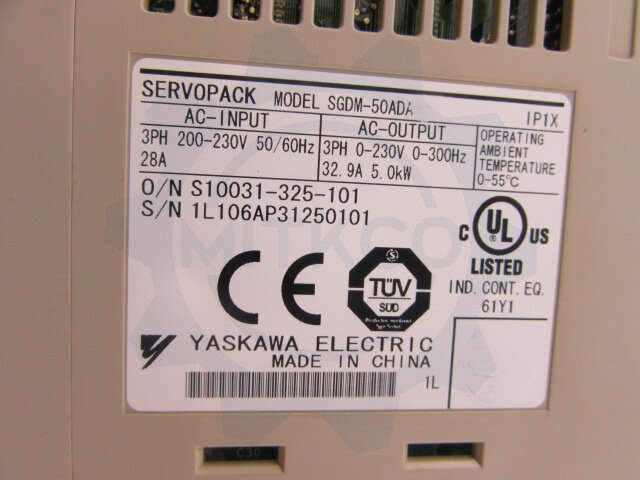 SERVOPACK MODEL SGDM-50ADA IP1X
AC-INPUT
3PH 200-230V 50/60Hz
28A
AC-OUTPUT
3PH 0-230V 0-300Hz
32.9A 5.0kW
OPERATING
AMBIENT
TEMPERATURE
0-55℃
O/N S10031-325-101
S/N 1L106AP31250101
CE
TÜV
SÜD
C UL US
LISTED
IND. CONT. EQ.
61Y1
YASKAWA ELECTRIC
MADE IN CHINA
1L
C30
MITKCO